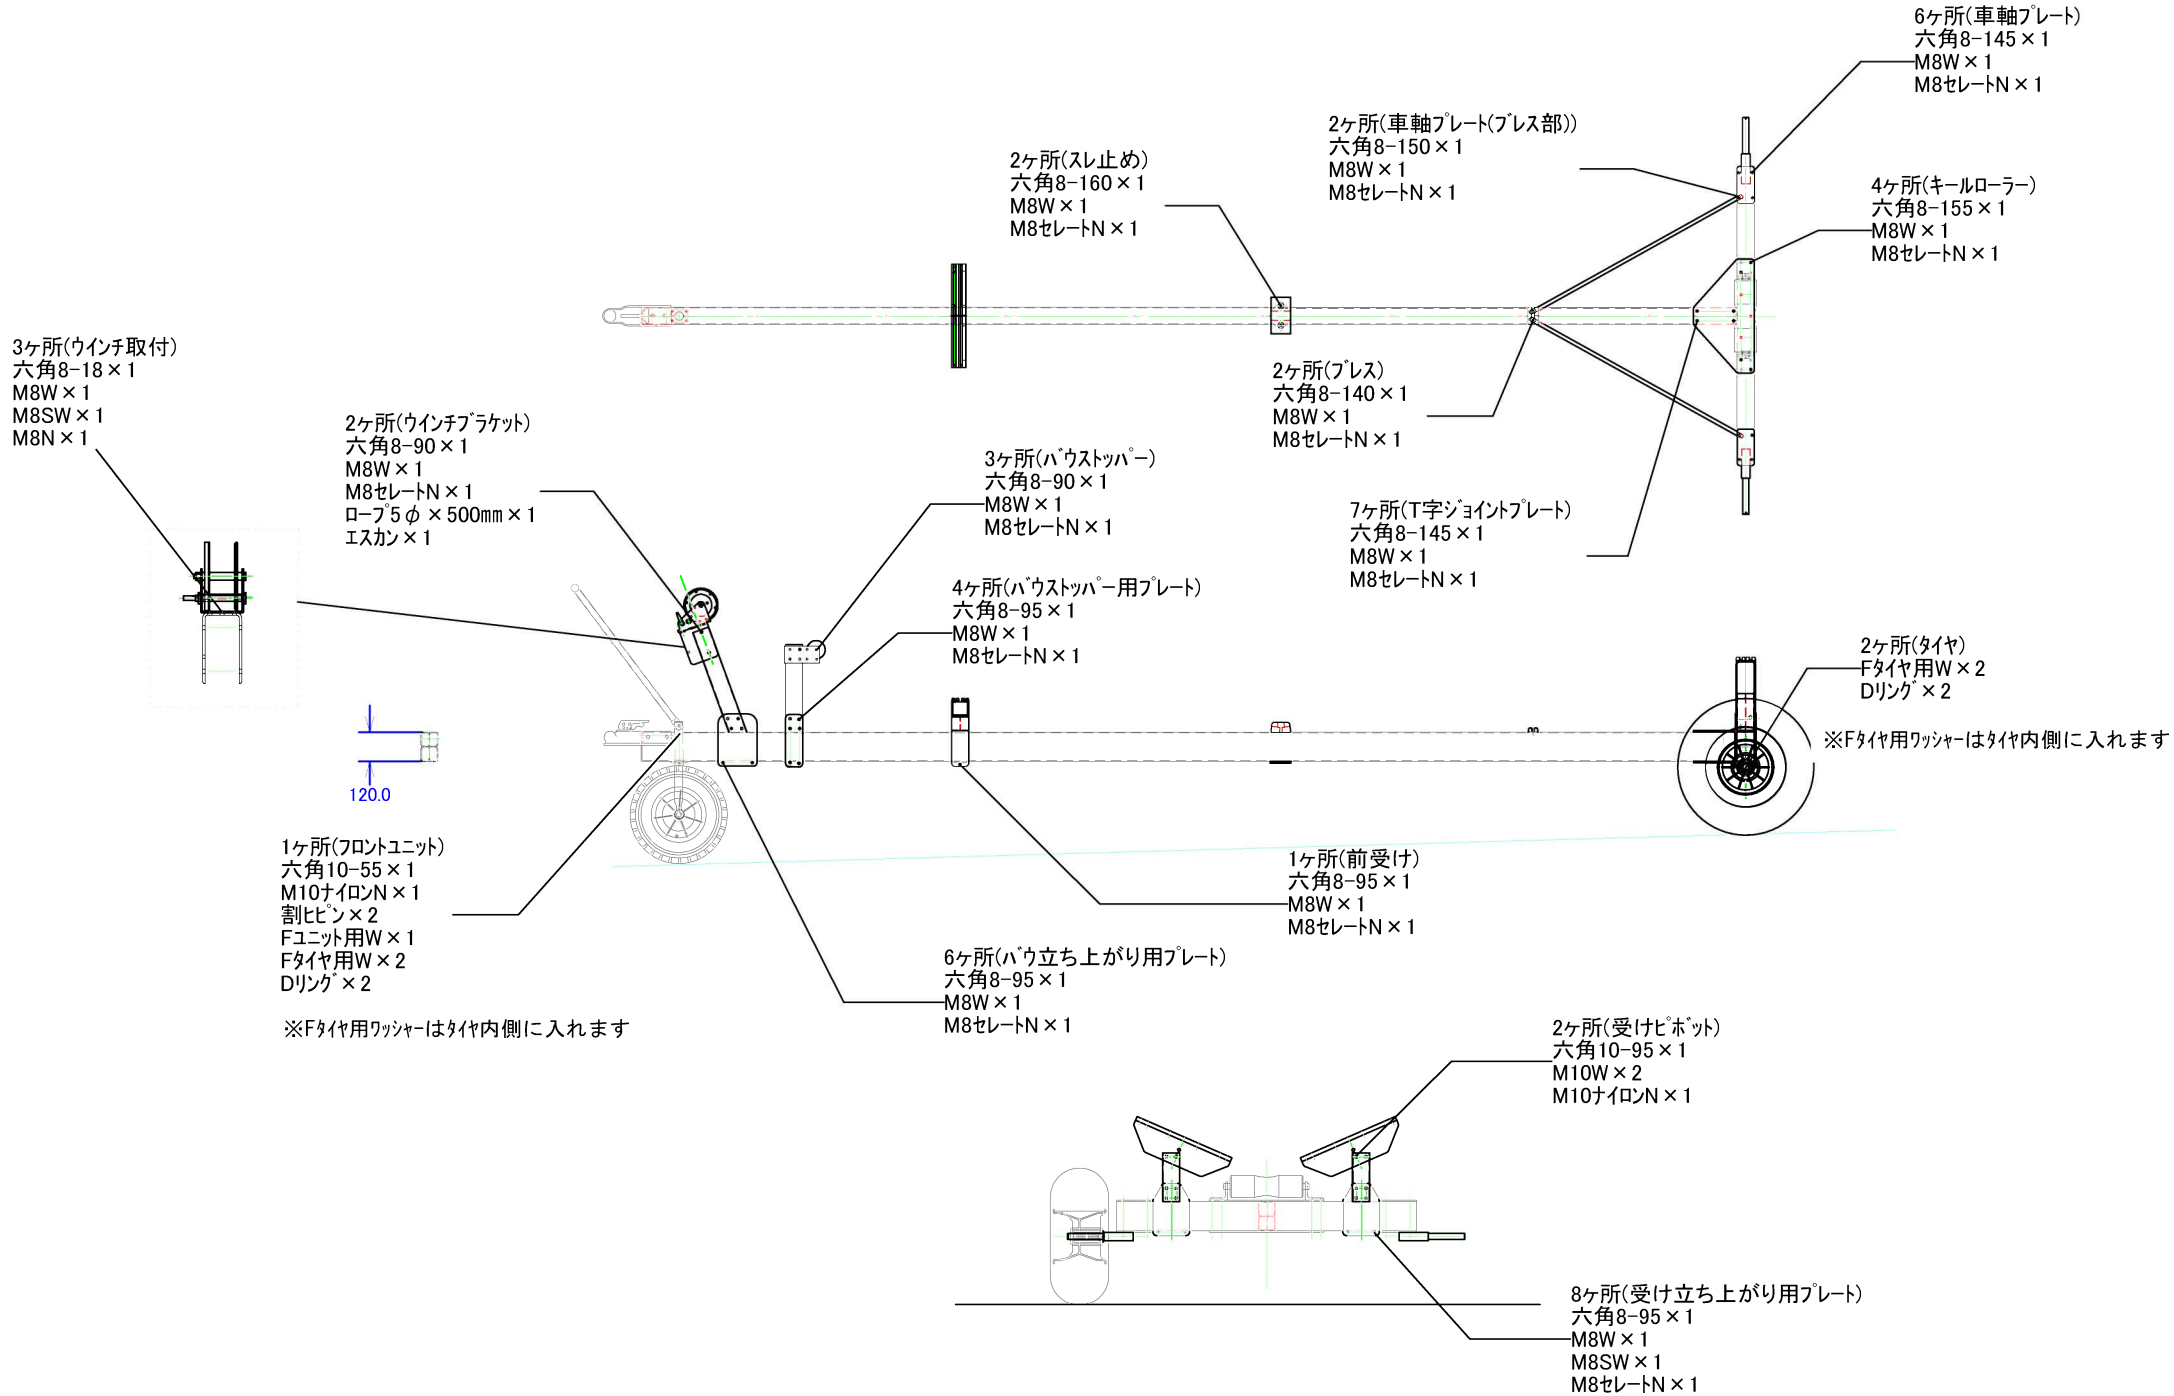 6ヶ所(車軸プレート)
六角8-145×1
M8W×1
M8セレートN×1
2ヶ所(車軸プレート(ブレス部))
六角8-150×1
M8W×1
M8セレートN×1
2ヶ所(スレ止め)
六角8-160×1
M8W×1
M8セレートN×1
4ヶ所(キールローラー)
六角8-155×1
M8W×1
M8セレートN×1
3ヶ所(ウインチ取付)
六角8-18×1
M8W×1
M8SW×1
M8N×1
2ヶ所(ウインチブラケット)
六角8-90×1
M8W×1
M8セレートN×1
ロープ5φ×500mm×1
エスカン×1
2ヶ所(ブレス)
六角8-140×1
M8W×1
M8セレートN×1
3ヶ所(バウストッパー)
六角8-90×1
M8W×1
M8セレートN×1
7ヶ所(T字ジョイントプレート)
六角8-145×1
M8W×1
M8セレートN×1
4ヶ所(バウストッパー用プレート)
六角8-95×1
M8W×1
M8セレートN×1
2ヶ所(タイヤ)
Fタイヤ用W×2
Dリング×2
※Fタイヤ用ワッシャーはタイヤ内側に入れます
120.0
1ヶ所(フロントユニット)
六角10-55×1
M10ナイロンN×1
割ヒピン×2
Fユニット用W×1
Fタイヤ用W×2
Dリング×2
※Fタイヤ用ワッシャーはタイヤ内側に入れます
1ヶ所(前受け)
六角8-95×1
M8W×1
M8セレートN×1
6ヶ所(バウ立ち上がり用プレート)
六角8-95×1
M8W×1
M8セレートN×1
2ヶ所(受けピボット)
六角10-95×1
M10W×2
M10ナイロンN×1
8ヶ所(受け立ち上がり用プレート)
六角8-95×1
M8W×1
M8SW×1
M8セレートN×1